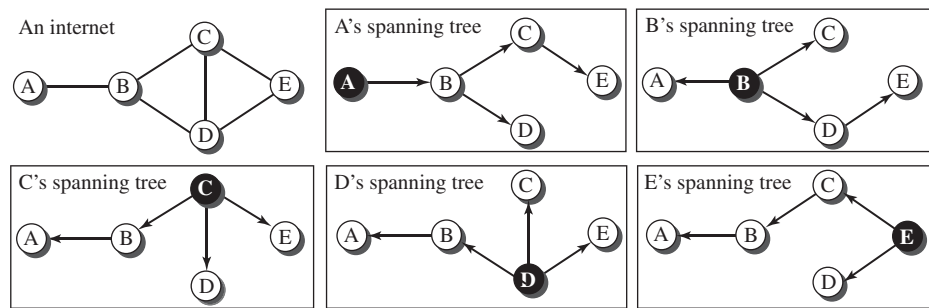 An internet
A
B
C
D
E
A's spanning tree
A
B
C
D
E
B's spanning tree
A
B
C
D
E
C's spanning tree
A
B
C
D
E
D's spanning tree
A
B
C
D
E
E's spanning tree
A
B
C
D
E